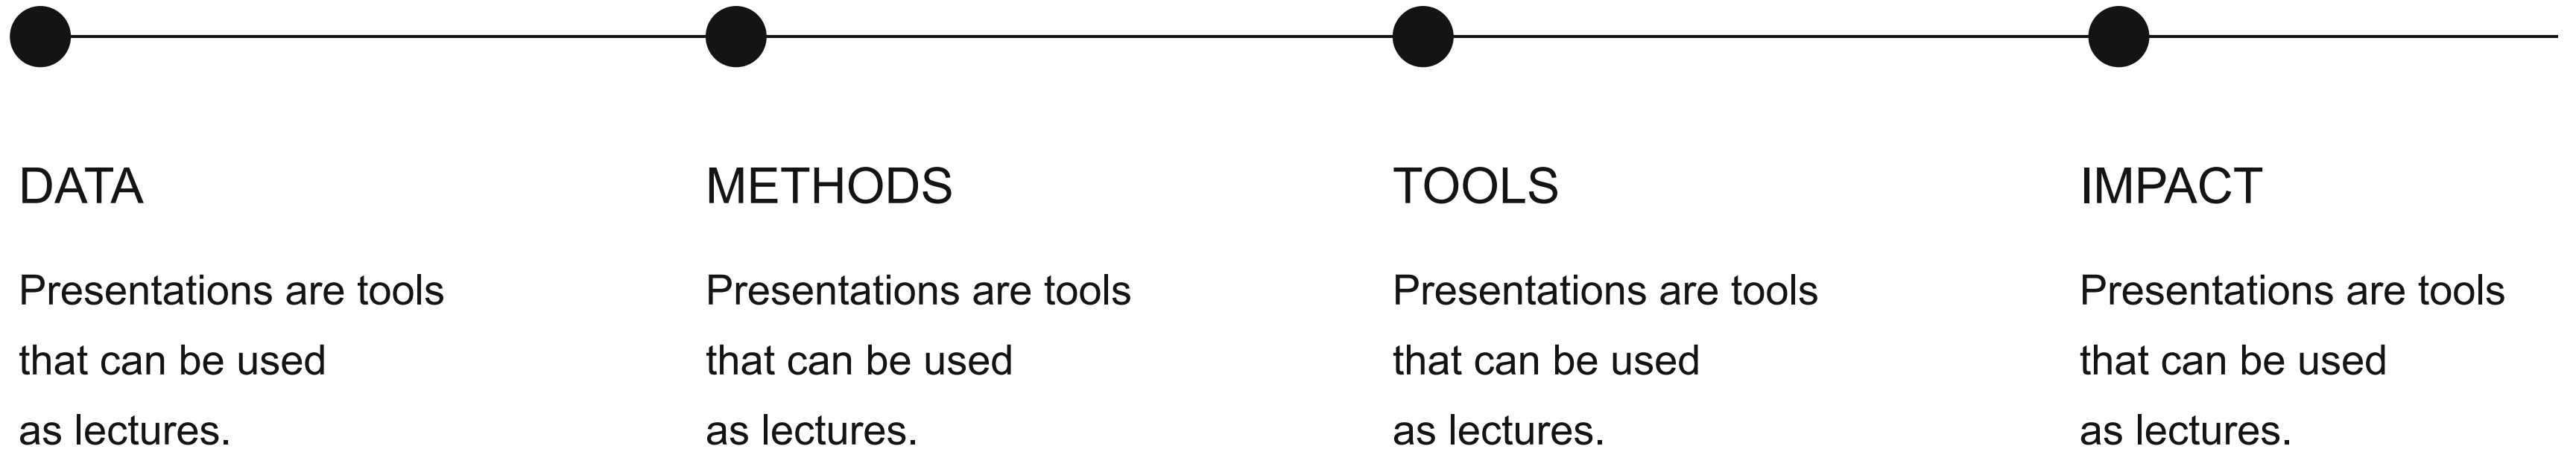 DATA
Presentations are tools
that can be used
as lectures.
METHODS
Presentations are tools
that can be used
as lectures.
TOOLS
Presentations are tools
that can be used
as lectures.
IMPACT
Presentations are tools
that can be used
as lectures.